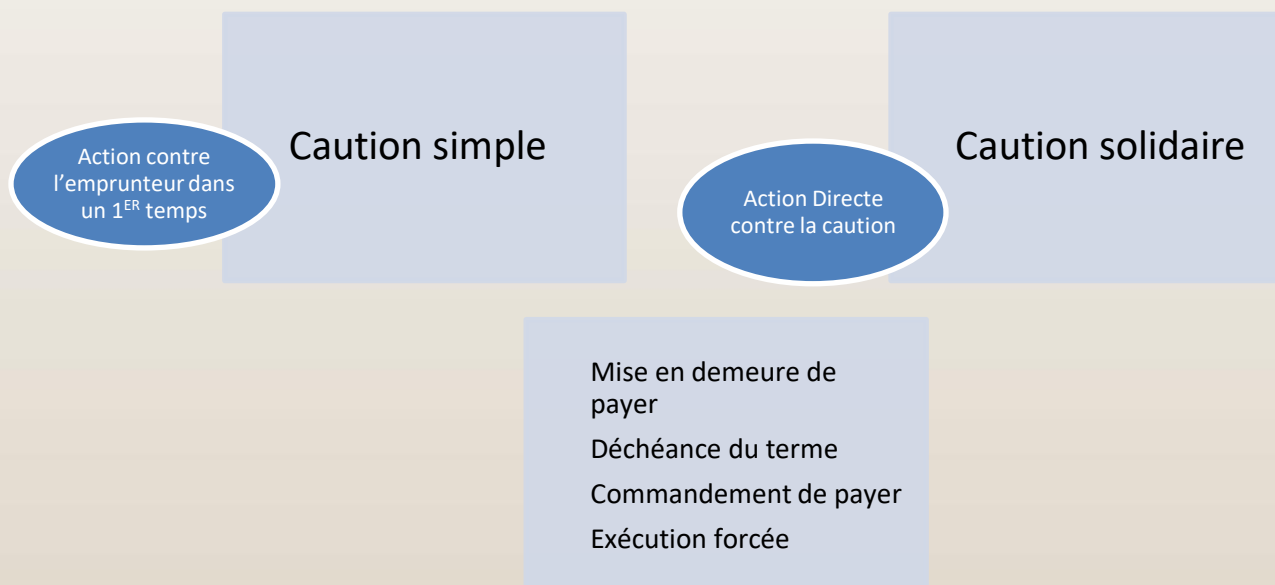 Caution simple
Action contre
l’emprunteur dans
un 1ER temps
Caution solidaire
Action Directe
contre la caution
Mise en demeure de
payer
Déchéance du terme
Commandement de payer
Exécution forcée